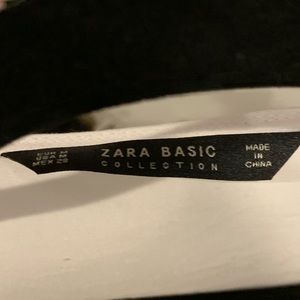 EUR M
USA M
MEX 28
ZARA BASIC
COLLECTION
MADE
IN
CHINA